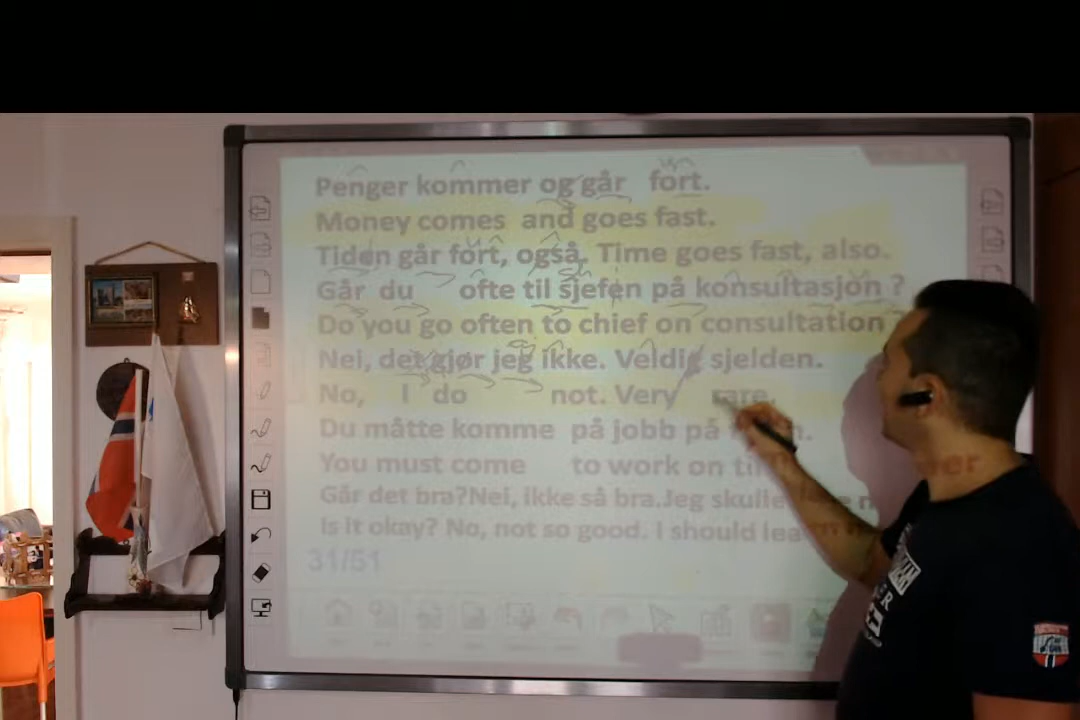 Penger kommer og går fort.
Money comes and goes fast.
Tiden går fort, også. Time goes fast, also.
Går du ofte til sjefen på konsultasjon ?
Do you go often to chief on consultation
Nei, det gjør jeg ikke. Veldig sjelden.
No, I do not. Very rare.
Du måtte komme på jobb på
You must come to work on
Går det bra?Nei, ikke så bra.Jeg skulle
Is it okay? No, not so good. I should
31/51